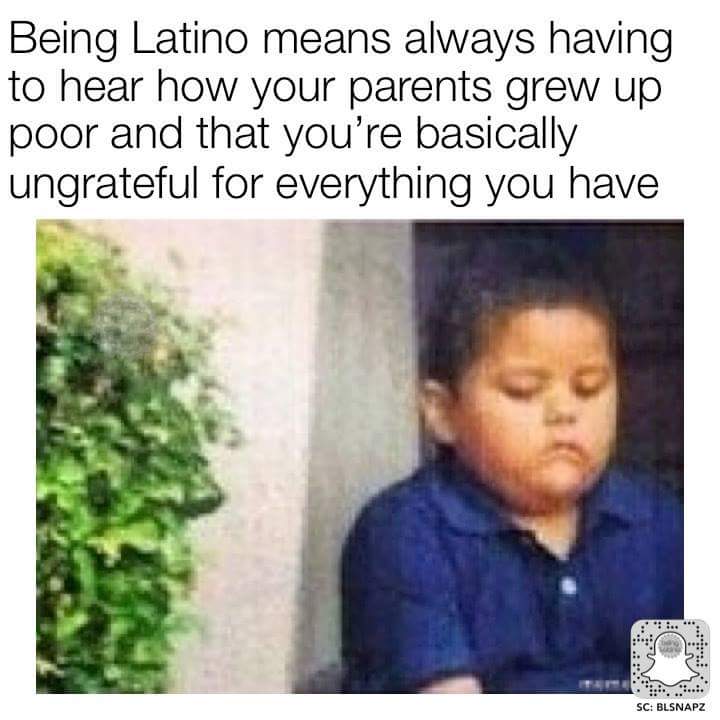 Being Latino means always having
to hear how your parents grew up
poor and that you’re basically
ungrateful for everything you have
SC: BLSNAPZ